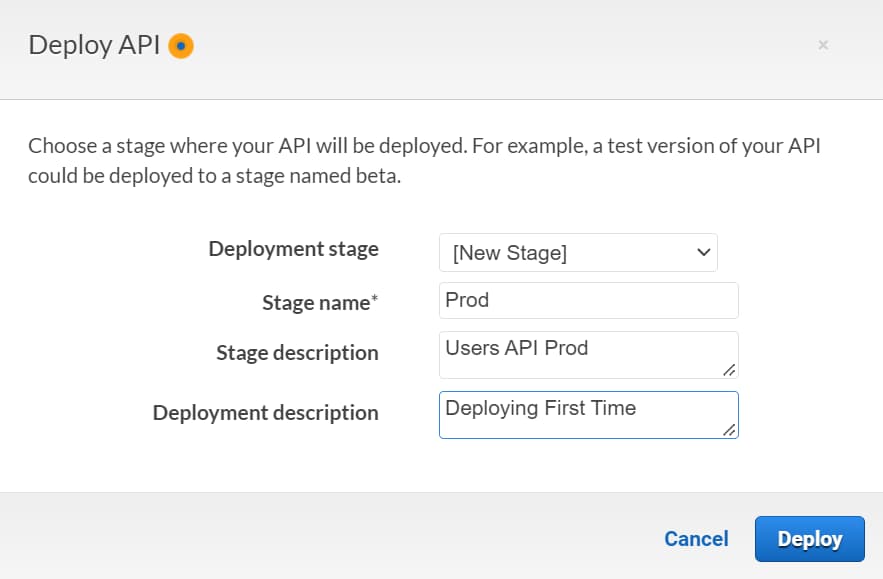 Deploy API
×
Choose a stage where your API will be deployed. For example, a test version of your API
could be deployed to a stage named beta.
Deployment stage [New Stage]
Stage name* Prod
Stage description Users API Prod
Deployment description Deploying First Time
Cancel Deploy